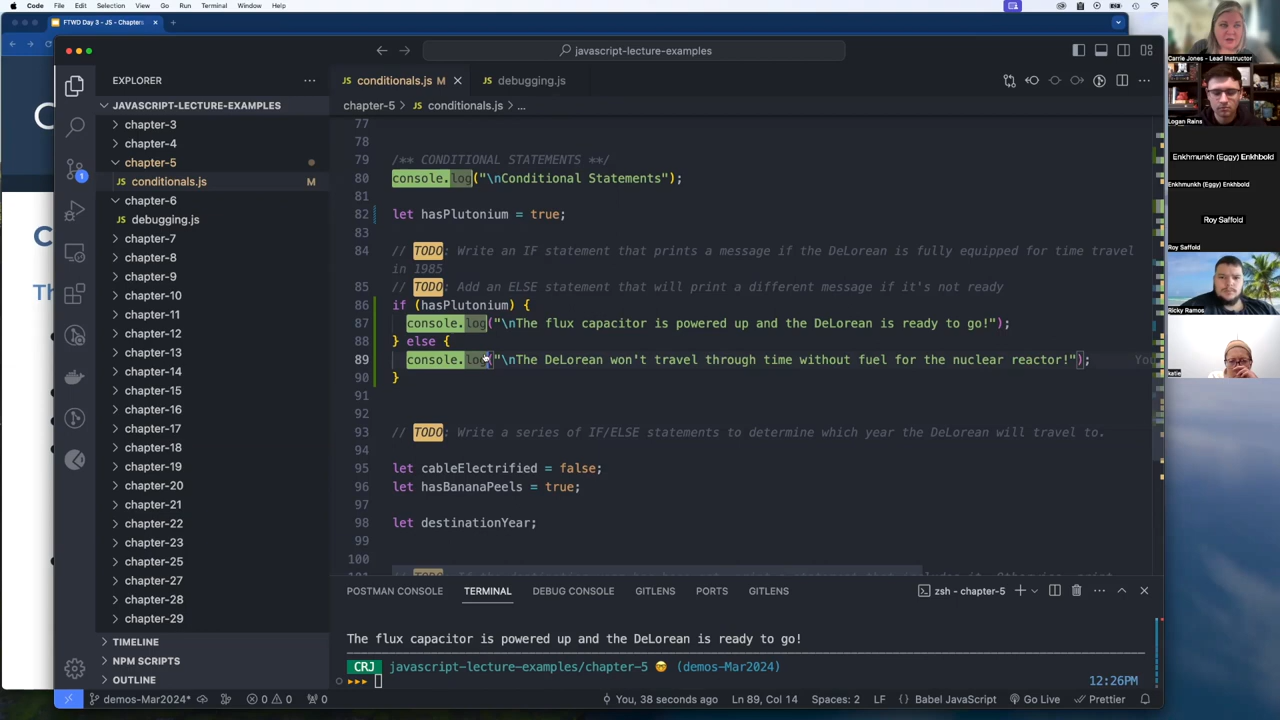 Code File Edit Selection View Go Run Terminal Window Help
FTWD Day 3 - JS - Chapters
javascript-lecture-examples
Carrie Jones - Lead Instructor
EXPLORER
conditionals.js M
debugging.js
JAVASCRIPT-LECTURE-EXAMPLES
chapter-5 > JS conditionals.js > ...
chapter-3
chapter-4
chapter-5
JS conditionals.js M
chapter-6
JS debugging.js
chapter-7
chapter-8
chapter-9
chapter-10
chapter-11
chapter-12
chapter-13
chapter-14
chapter-15
chapter-16
chapter-17
chapter-18
chapter-19
chapter-20
chapter-21
chapter-22
chapter-23
chapter-25
chapter-27
chapter-28
chapter-29
TIMELINE
NPM SCRIPTS
OUTLINE
77
78
79 /** CONDITIONAL STATEMENTS **/
80 console.log("\nConditional Statements");
81
82 let hasPlutonium = true;
83
84 // TODO: Write an IF statement that prints a message if the DeLorean is fully equipped for time travel
in 1985
85 // TODO: Add an ELSE statement that will print a different message if it's not ready
86 if (hasPlutonium) {
87 console.log("\nThe flux capacitor is powered up and the DeLorean is ready to go!");
88 } else {
89 console.log("\nThe DeLorean won't travel through time without fuel for the nuclear reactor!"); Yo
90 }
91
92
93 // TODO: Write a series of IF/ELSE statements to determine which year the DeLorean will travel to.
94
95 let cableElectrified = false;
96 let hasBananaPeels = true;
97
98 let destinationYear;
99
100
POSTMAN CONSOLE TERMINAL DEBUG CONSOLE GITLENS PORTS GITLENS
zsh - chapter-5
The flux capacitor is powered up and the DeLorean is ready to go!
CRJ javascript-lecture-examples/chapter-5 (demos-Mar2024)
12:26PM
demos-Mar2024* 0 0 0 You, 38 seconds ago Ln 89, Col 14 Spaces: 2 LF {} Babel JavaScript Go Live Prettier
Logan Rains
Enkhmunkh (Eggy) Enkhbold
Enkhmunkh (Eggy) Enkhbold
Roy Saffold
Roy Saffold
Ricky Ramos
katie